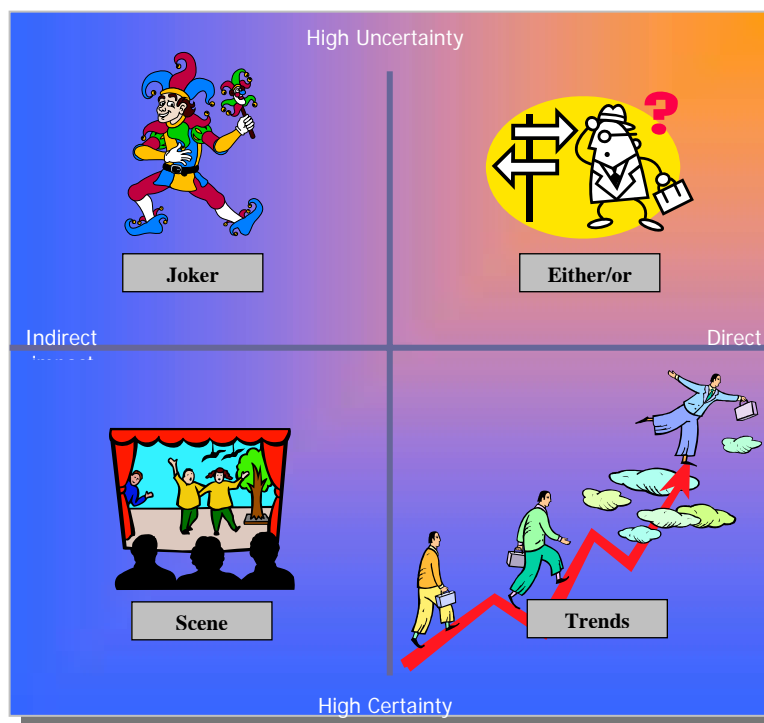 High Uncertainty
?
Joker
Either/or
Indirect
Direct
Scene
Trends
High Certainty